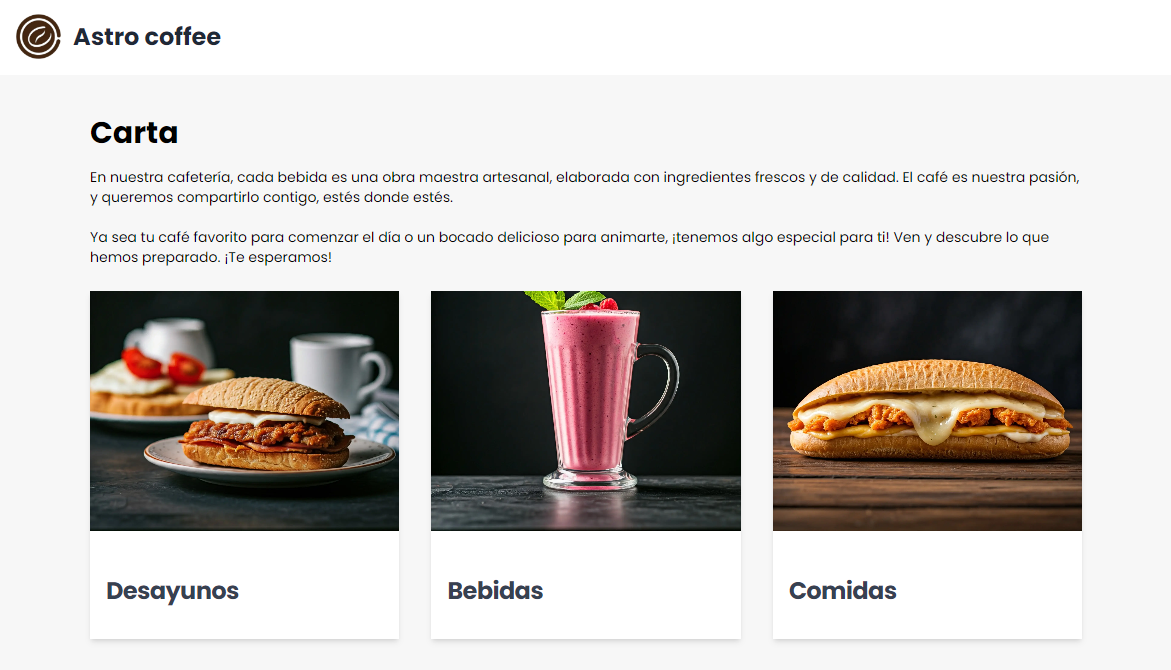 Astro coffee
Carta
En nuestra cafetería, cada bebida es una obra maestra artesanal, elaborada con ingredientes frescos y de calidad. El café es nuestra pasión,
y queremos compartirlo contigo, estés donde estés.
Ya sea tu café favorito para comenzar el día o un bocado delicioso para animarte, ¡tenemos algo especial para ti! Ven y descubre lo que
hemos preparado. ¡Te esperamos!
Desayunos
Bebidas
Comidas